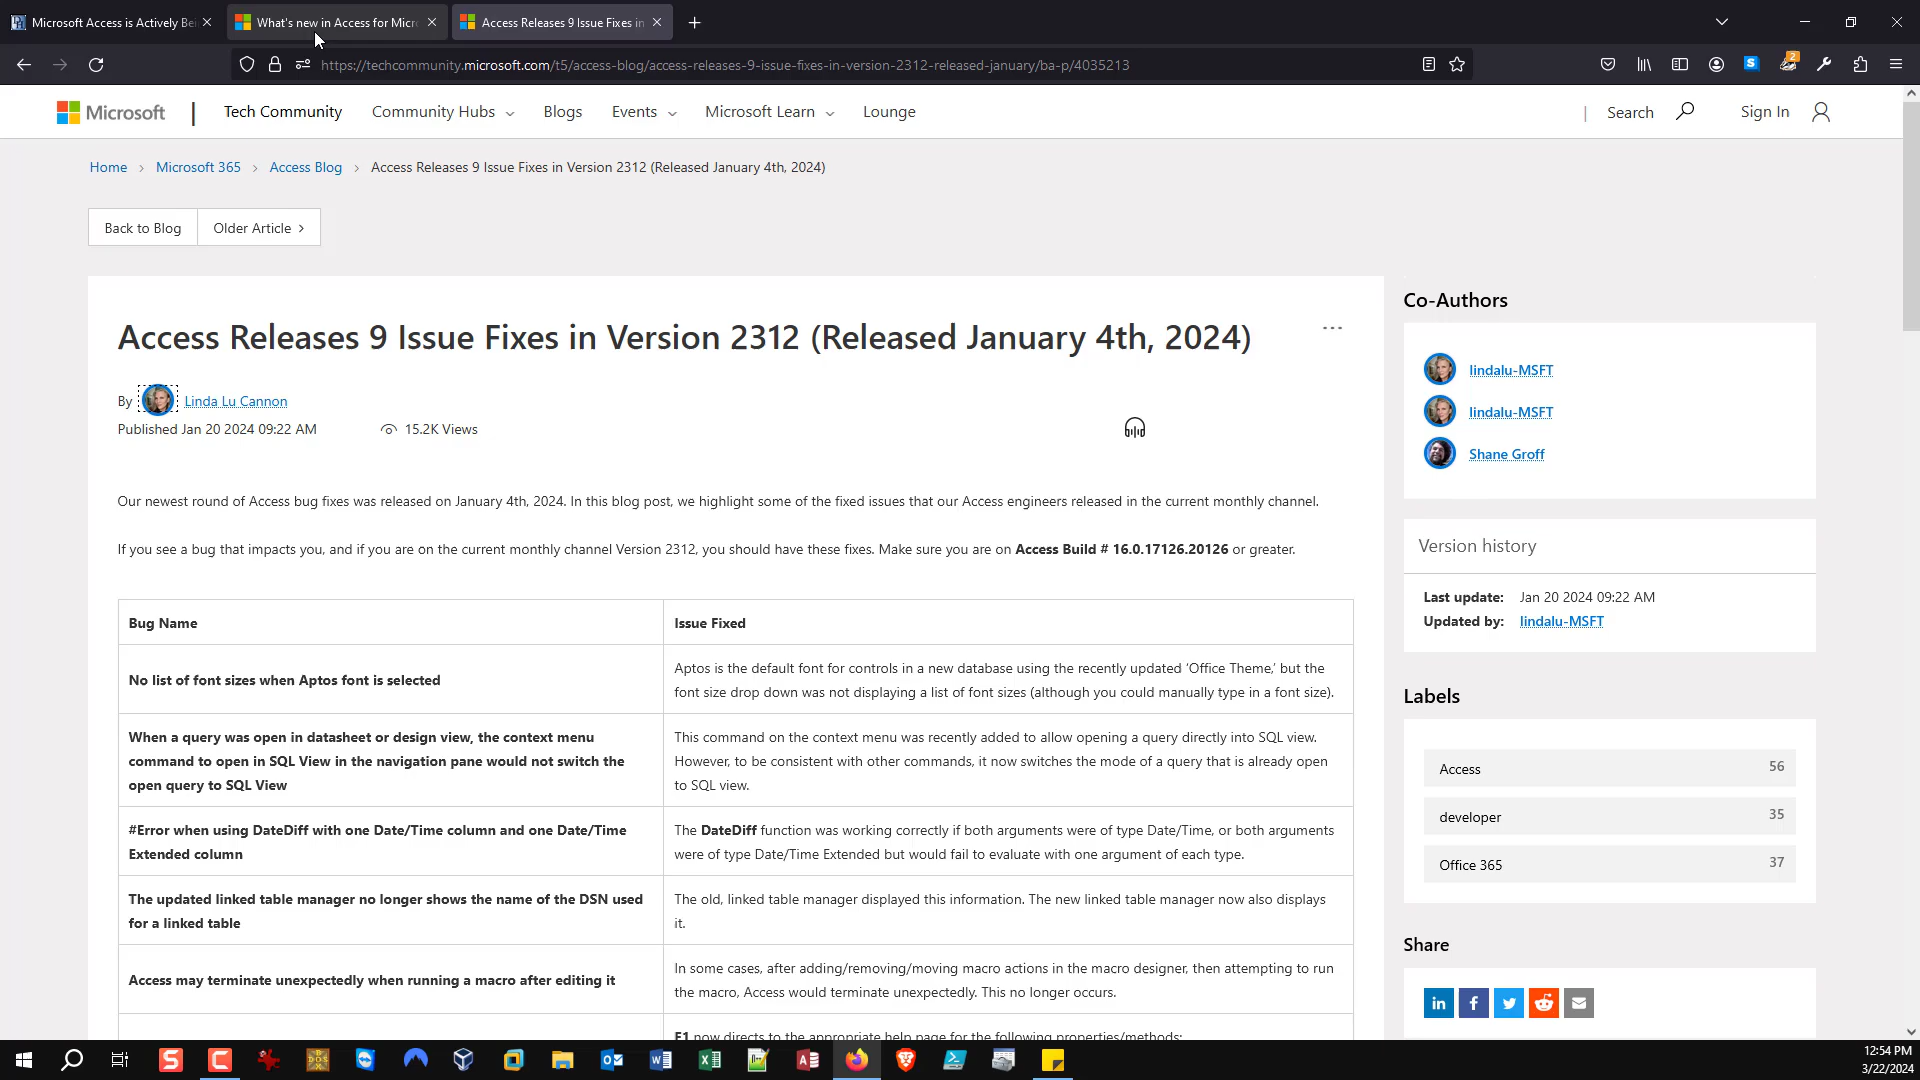 Microsoft Access is Actively Bei
What's new in Access for Micr
Access Releases 9 Issue Fixes in
https://techcommunity.microsoft.com/t5/access-blog/access-releases-9-issue-fixes-in-version-2312-released-january/ba-p/4035213
2
S
Microsoft
Tech Community
Community Hubs
Blogs
Events
Microsoft Learn
Lounge
Search
Sign In
Home > Microsoft 365 > Access Blog > Access Releases 9 Issue Fixes in Version 2312 (Released January 4th, 2024)
Back to Blog
Older Article >
Access Releases 9 Issue Fixes in Version 2312 (Released January 4th, 2024)
By Linda Lu Cannon
Published Jan 20 2024 09:22 AM
15.2K Views
Our newest round of Access bug fixes was released on January 4th, 2024. In this blog post, we highlight some of the fixed issues that our Access engineers released in the current monthly channel.
If you see a bug that impacts you, and if you are on the current monthly channel Version 2312, you should have these fixes. Make sure you are on Access Build # 16.0.17126.20126 or greater.
Bug Name
Issue Fixed
No list of font sizes when Aptos font is selected
Aptos is the default font for controls in a new database using the recently updated ‘Office Theme,’ but the
font size drop down was not displaying a list of font sizes (although you could manually type in a font size).
When a query was open in datasheet or design view, the context menu
command to open in SQL View in the navigation pane would not switch the
open query to SQL View
This command on the context menu was recently added to allow opening a query directly into SQL view.
However, to be consistent with other commands, it now switches the mode of a query that is already open
to SQL view.
#Error when using DateDiff with one Date/Time column and one Date/Time
Extended column
The DateDiff function was working correctly if both arguments were of type Date/Time, or both arguments
were of type Date/Time Extended but would fail to evaluate with one argument of each type.
The updated linked table manager no longer shows the name of the DSN used
for a linked table
The old, linked table manager displayed this information. The new linked table manager now also displays
it.
Access may terminate unexpectedly when running a macro after editing it
In some cases, after adding/removing/moving macro actions in the macro designer, then attempting to run
the macro, Access would terminate unexpectedly. This no longer occurs.
F1 now directs to the appropriate help page for the following properties/methods:
Co-Authors
lindalu-MSFT
lindalu-MSFT
Shane Groff
Version history
Last update: Jan 20 2024 09:22 AM
Updated by: lindalu-MSFT
Labels
Access 56
developer 35
Office 365 37
Share
12:54 PM
3/22/2024